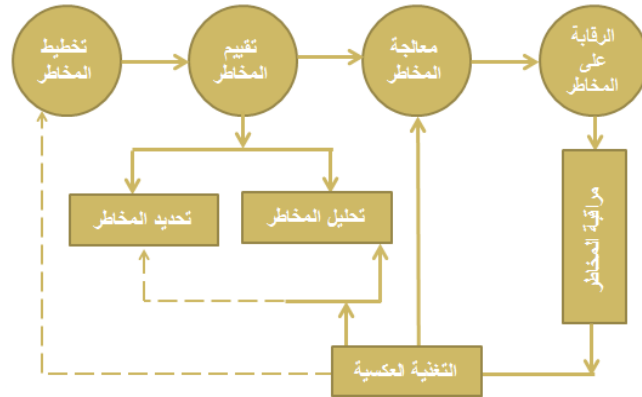 تخطيط
المخاطر
تقييم
المخاطر
معالجة
المخاطر
الرقابة
على
المخاطر
تحديد المخاطر
تحليل المخاطر
مراقبة المخاطر
التغذية العكسية